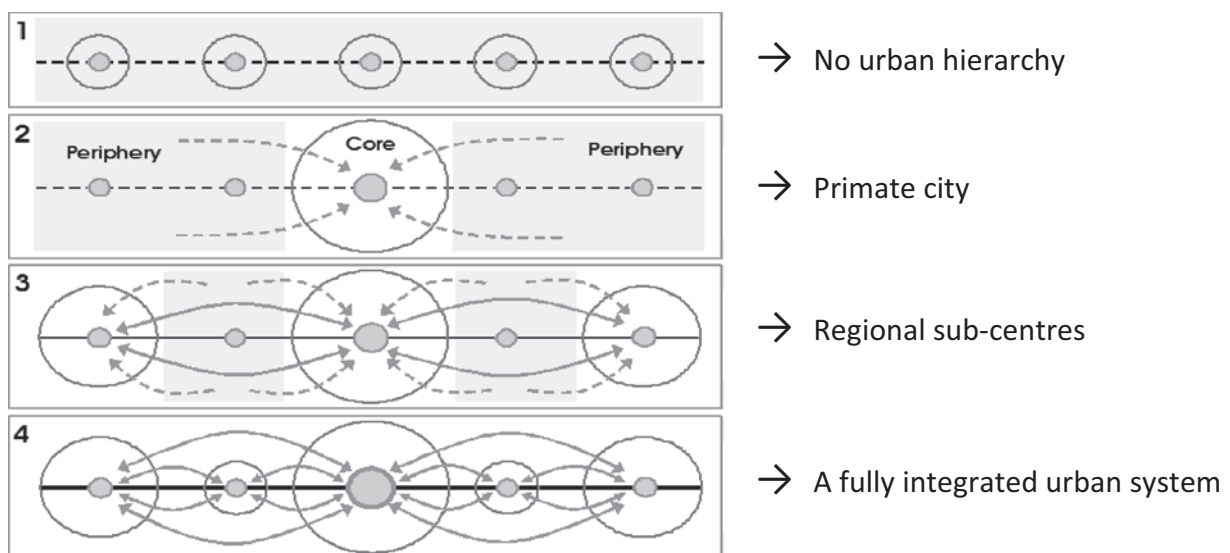 1
→ No urban hierarchy
2
Periphery
Core
Periphery
→ Primate city
3
→ Regional sub-centres
4
→ A fully integrated urban system